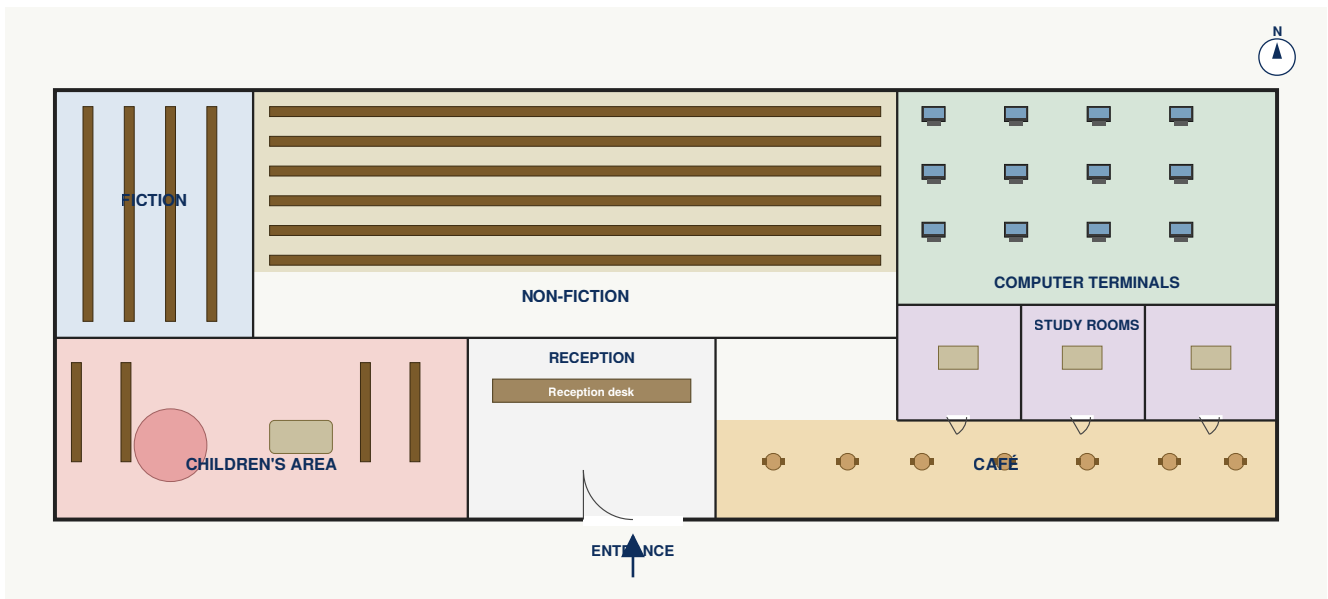 N
FICTION
NON-FICTION
COMPUTER TERMINALS
STUDY ROOMS
RECEPTION
Reception desk
CHILDREN'S AREA
CAFÉ
ENTRANCE